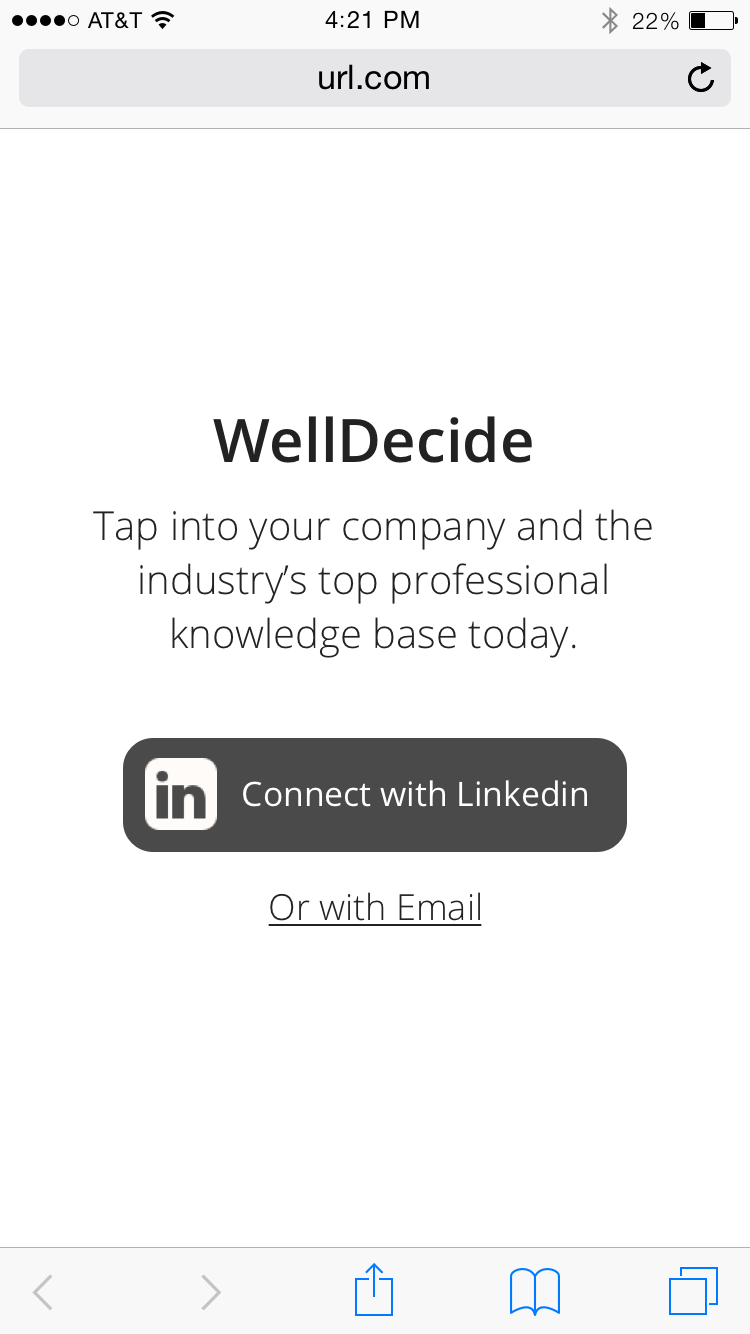 AT&T 4:21 PM 22%
url.com
WellDecide
Tap into your company and the
industry’s top professional
knowledge base today.
in Connect with Linkedin
Or with Email